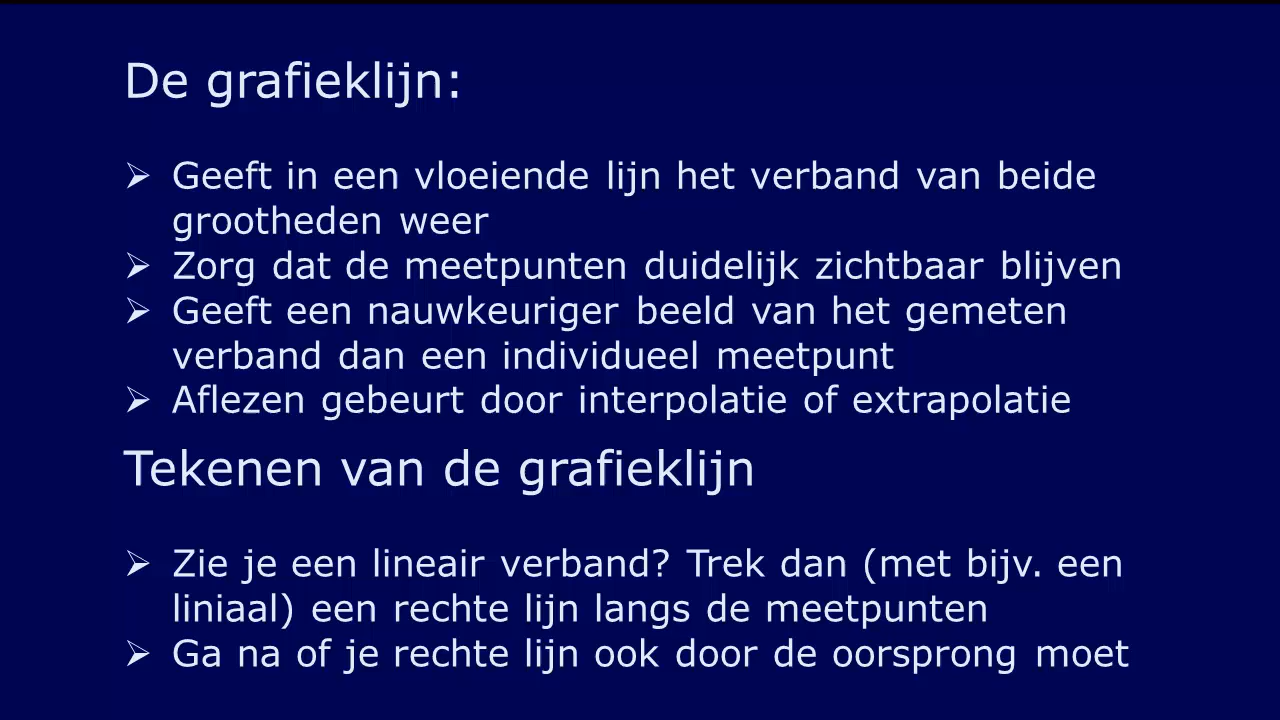 De grafieklijn:
➢ Geeft in een vloeiende lijn het verband van beide
grootheden weer
➢ Zorg dat de meetpunten duidelijk zichtbaar blijven
➢ Geeft een nauwkeuriger beeld van het gemeten
verband dan een individueel meetpunt
➢ Aflezen gebeurt door interpolatie of extrapolatie
Tekenen van de grafieklijn
➢ Zie je een lineair verband? Trek dan (met bijv. een
liniaal) een rechte lijn langs de meetpunten
➢ Ga na of je rechte lijn ook door de oorsprong moet